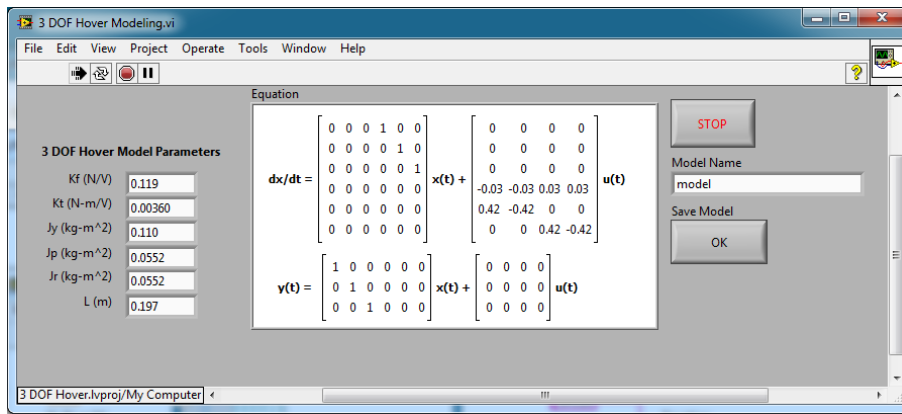 3 DOF Hover Modeling.vi
File Edit View Project Operate Tools Window Help
Equation
3 DOF Hover Model Parameters
Kf (N/V) 0.119
Kt (N-m/V) 0.00360
Jy (kg-m^2) 0.110
Jp (kg-m^2) 0.0552
Jr (kg-m^2) 0.0552
L (m) 0.197
0 0 0 1 0 0 0 0 0 0
0 0 0 0 1 0 0 0 0 0
0 0 0 0 0 1 0 0 0 0
dx/dt = x(t) + u(t)
0 0 0 0 0 0 -0.03 -0.03 0.03 0.03
0 0 0 0 0 0 0.42 -0.42 0 0
0 0 0 0 0 0 0 0 0.42 -0.42
1 0 0 0 0 0 0 0 0 0
y(t) = 0 1 0 0 0 0 x(t) + 0 0 0 0 u(t)
0 0 1 0 0 0 0 0 0 0
STOP
Model Name
model
Save Model
OK
3 DOF Hover.lvproj/My Computer